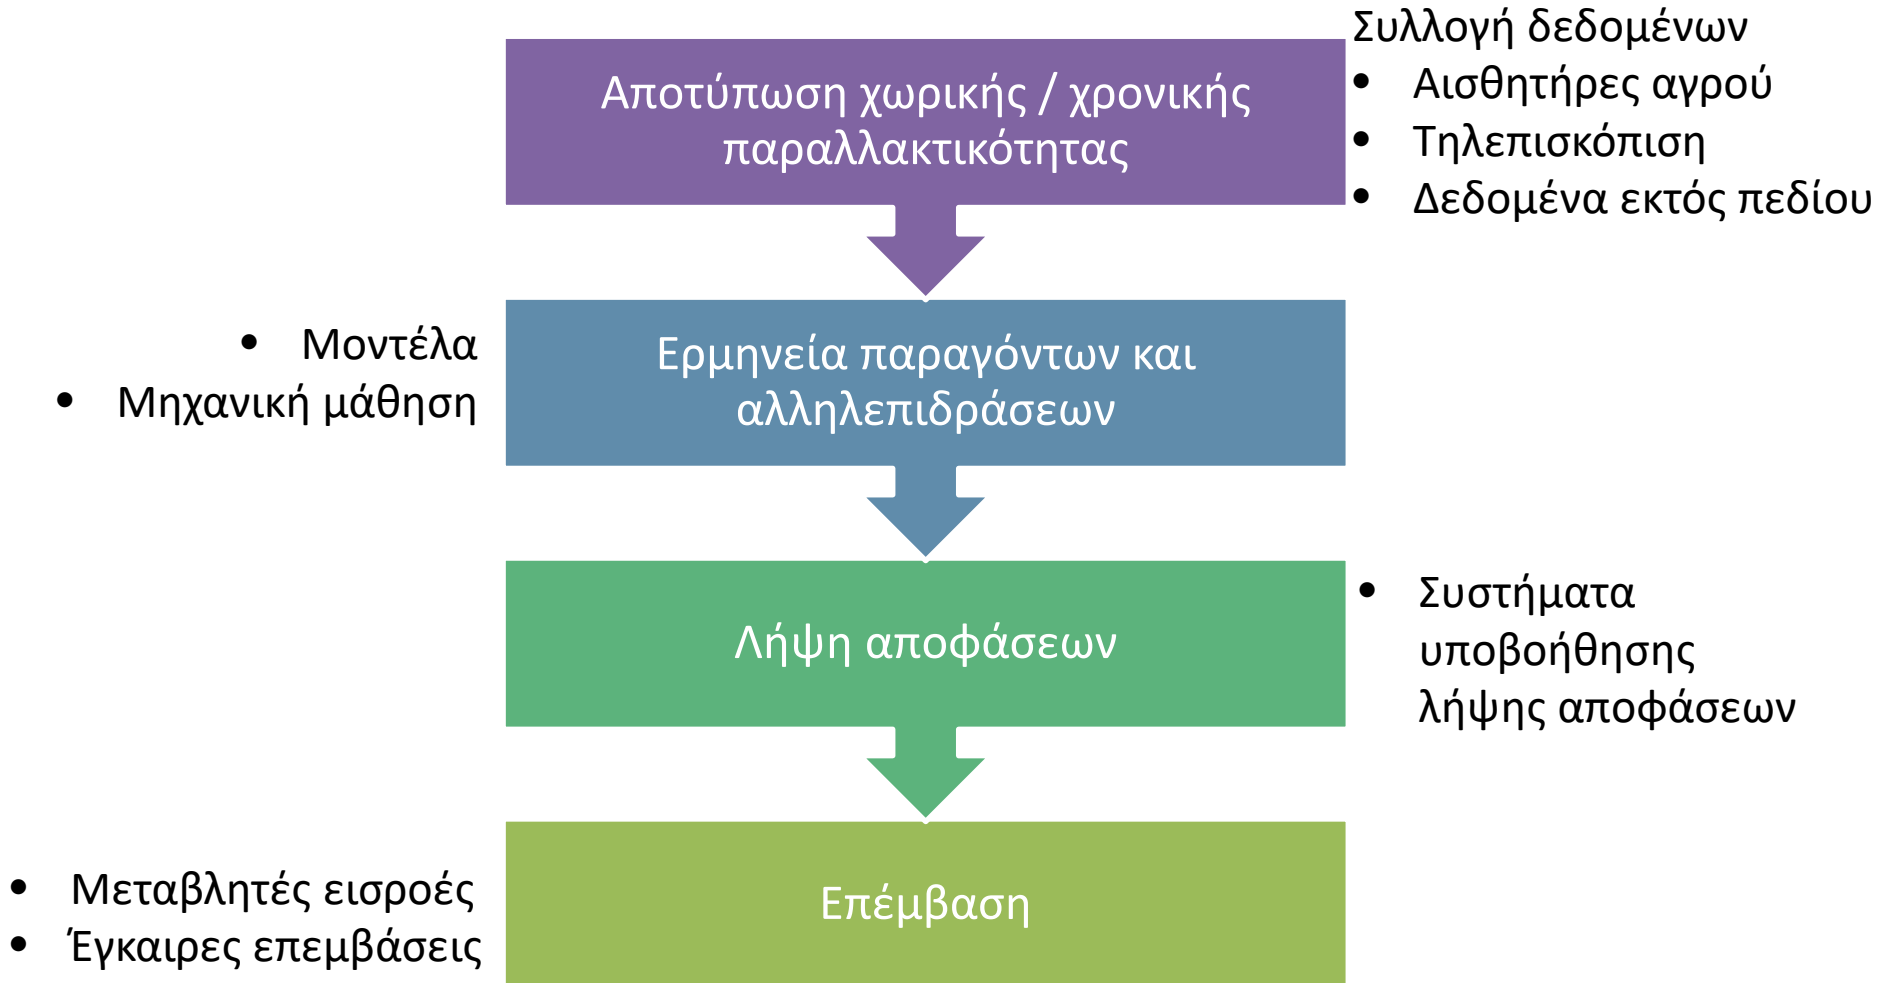 Συλλογή δεδομένων
• Αισθητήρες αγρού
• Τηλεπισκόπιση
• Δεδομένα εκτός πεδίου
Αποτύπωση χωρικής / χρονικής
παραλλακτικότητας
• Μοντέλα
• Μηχανική μάθηση
Ερμηνεία παραγόντων και
αλληλεπιδράσεων
Λήψη αποφάσεων
• Συστήματα
υποβοήθησης
λήψης αποφάσεων
• Μεταβλητές εισροές
• Έγκαιρες επεμβάσεις
Επέμβαση